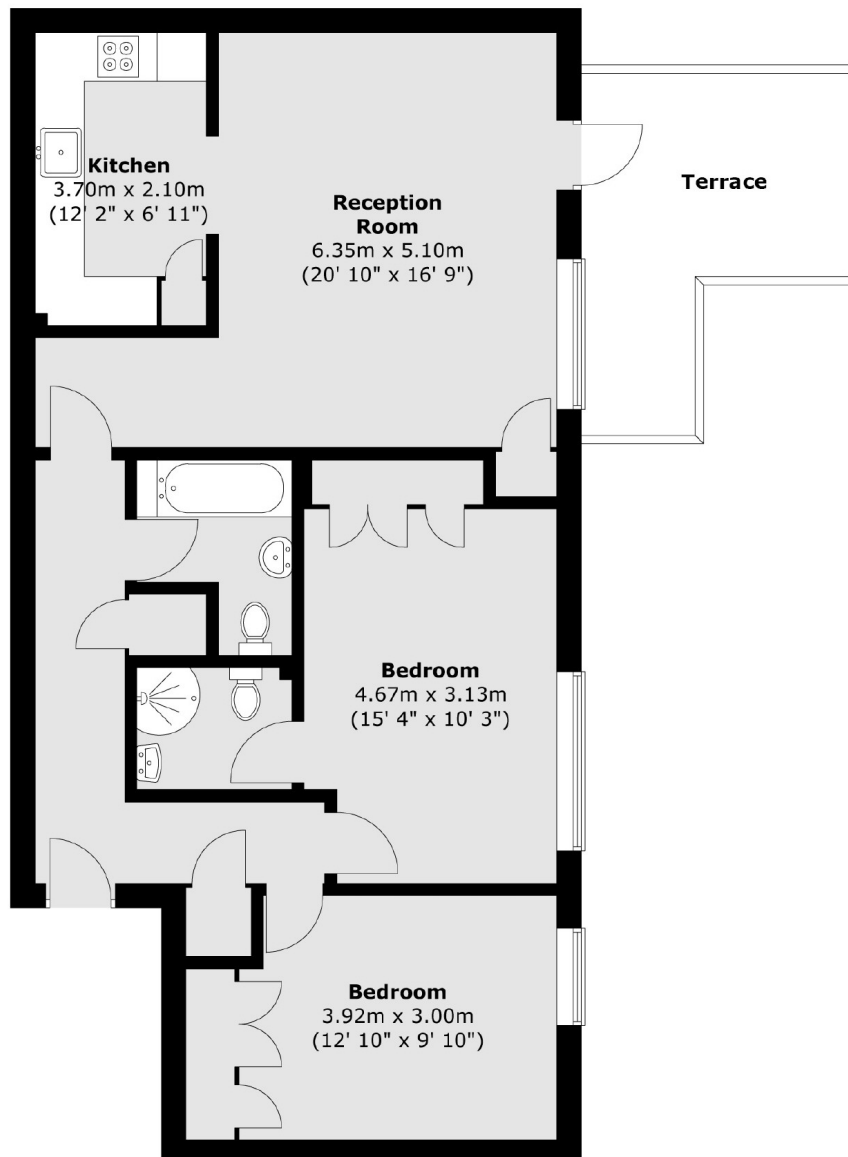 Kitchen
3.70m x 2.10m
(12' 2" x 6' 11")
Reception
Room
6.35m x 5.10m
(20' 10" x 16' 9")
Terrace
Bedroom
4.67m x 3.13m
(15' 4" x 10' 3")
Bedroom
3.92m x 3.00m
(12' 10" x 9' 10")